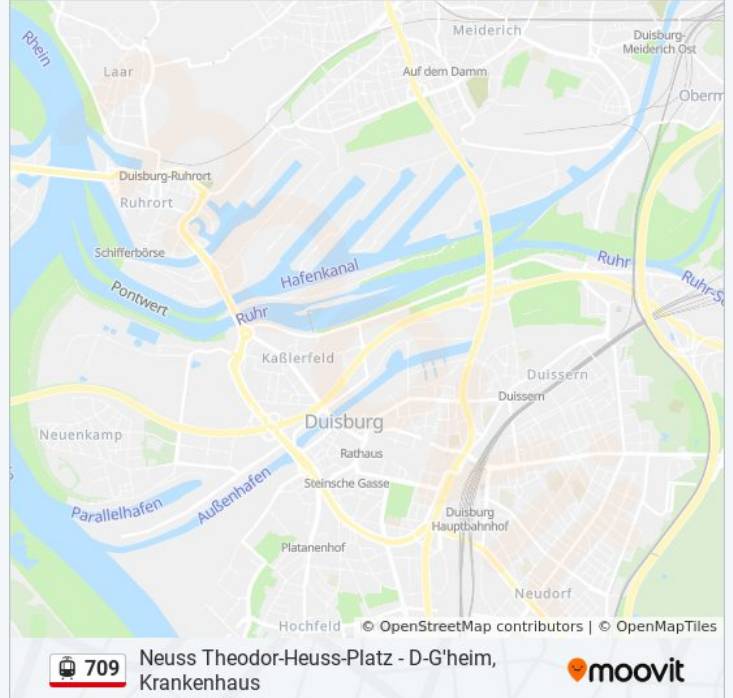 Rhein
Laar
Meiderich
Duisburg-
Meiderich Ost
Auf dem Damm
Oberm
Duisburg-Ruhrort
Ruhrort
Schifferbörse
Pontwert
Hafenkanal
Ruhr
Ruhr
Kaßlerfeld
Duissern
Duissern
Duisburg
Neuenkamp
Rathaus
Steinsche Gasse
Parallelhafen
Außenhafen
Duisburg
Hauptbahnhof
Platanenhof
Neudorf
Hochfeld
© OpenStreetMap contributors | © OpenMapTiles
709
Neuss Theodor-Heuss-Platz - D-G'heim,
Krankenhaus
moovit